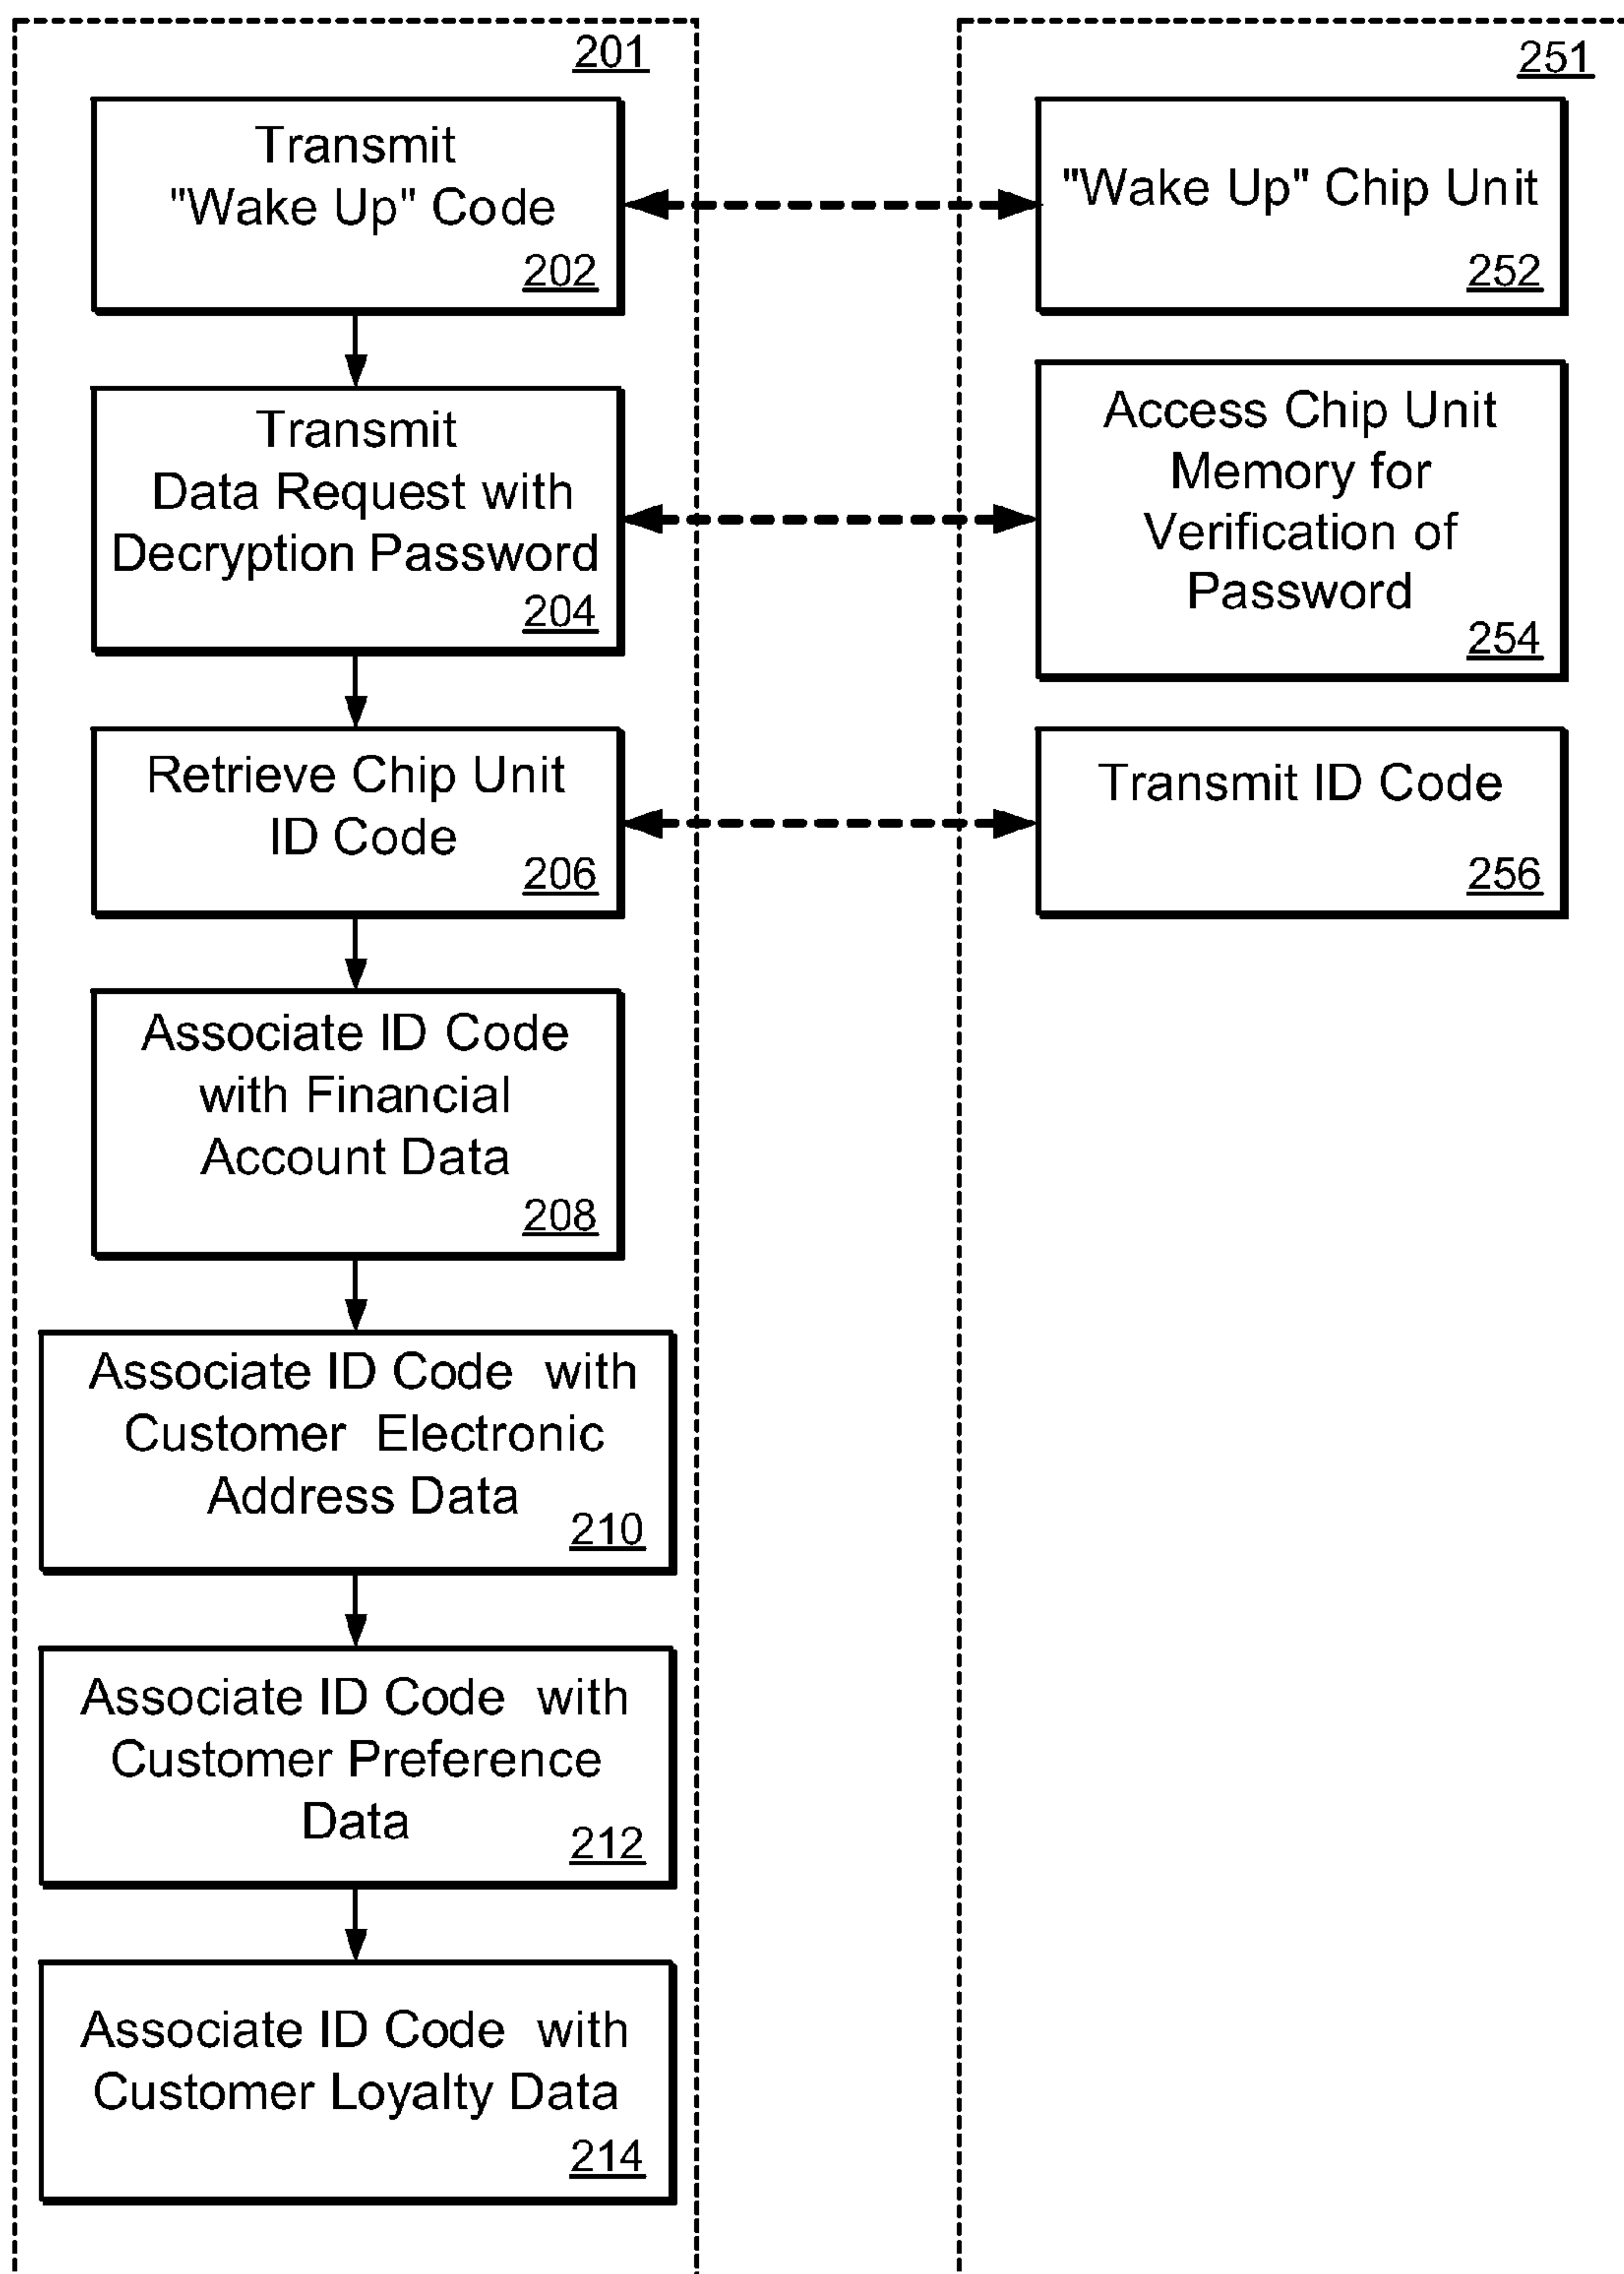 201
Transmit
"Wake Up" Code
202
Transmit
Data Request with
Decryption Password
204
Retrieve Chip Unit
ID Code
206
Associate ID Code
with Financial
Account Data
208
Associate ID Code with
Customer Electronic
Address Data
210
Associate ID Code with
Customer Preference
Data
212
Associate ID Code with
Customer Loyalty Data
214
251
"Wake Up" Chip Unit
252
Access Chip Unit
Memory for
Verification of
Password
254
Transmit ID Code
256